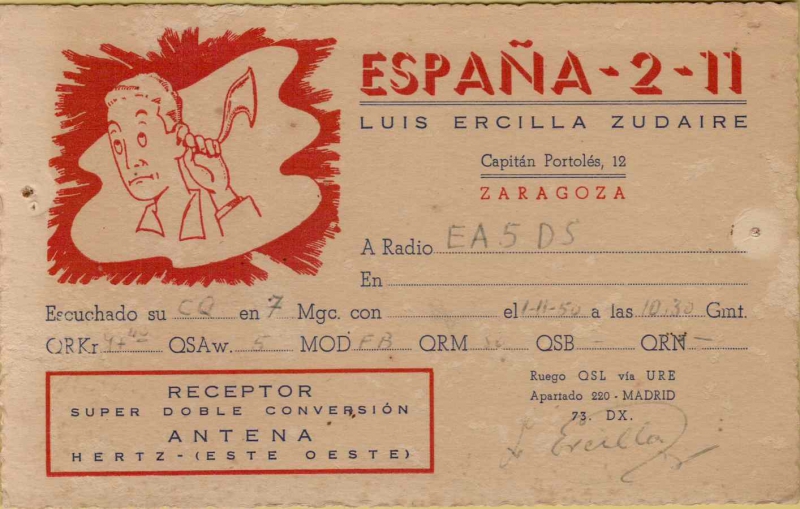 ESPAÑA-2-11
LUIS ERCILLA ZUDAIRE
Capitán Portolés, 12
ZARAGOZA
A Radio EA5DS
En
Escuchado su CQ en 7 Mgc. con el 1-11-50 a las 10,30 Gmt.
QRKr QSAw. 5 MOD FB QRM QSB - QRN -
RECEPTOR
SUPER DOBLE CONVERSIÓN
ANTENA
HERTZ-(ESTE OESTE)
Ruego QSL vía URE
Apartado 220 - MADRID
73. DX.
L Ercilla